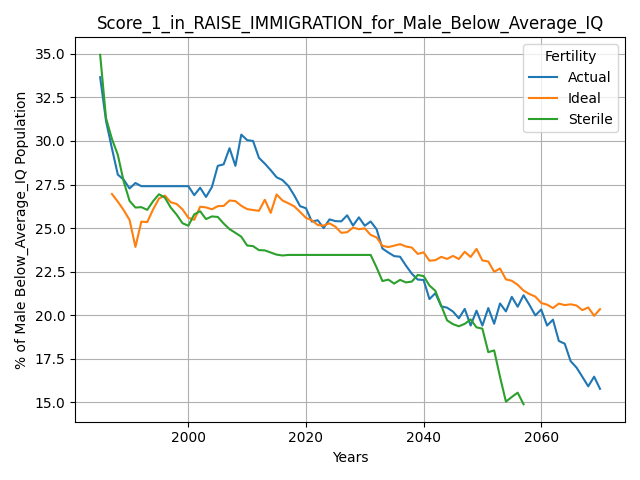 Score_1_in_RAISE_IMMIGRATION_for_Male_Below_Average_IQ
% of Male Below_Average_IQ Population
35.0
32.5
30.0
27.5
25.0
22.5
20.0
17.5
15.0
Fertility
Actual
Ideal
Sterile
2000
2020
2040
2060
Years